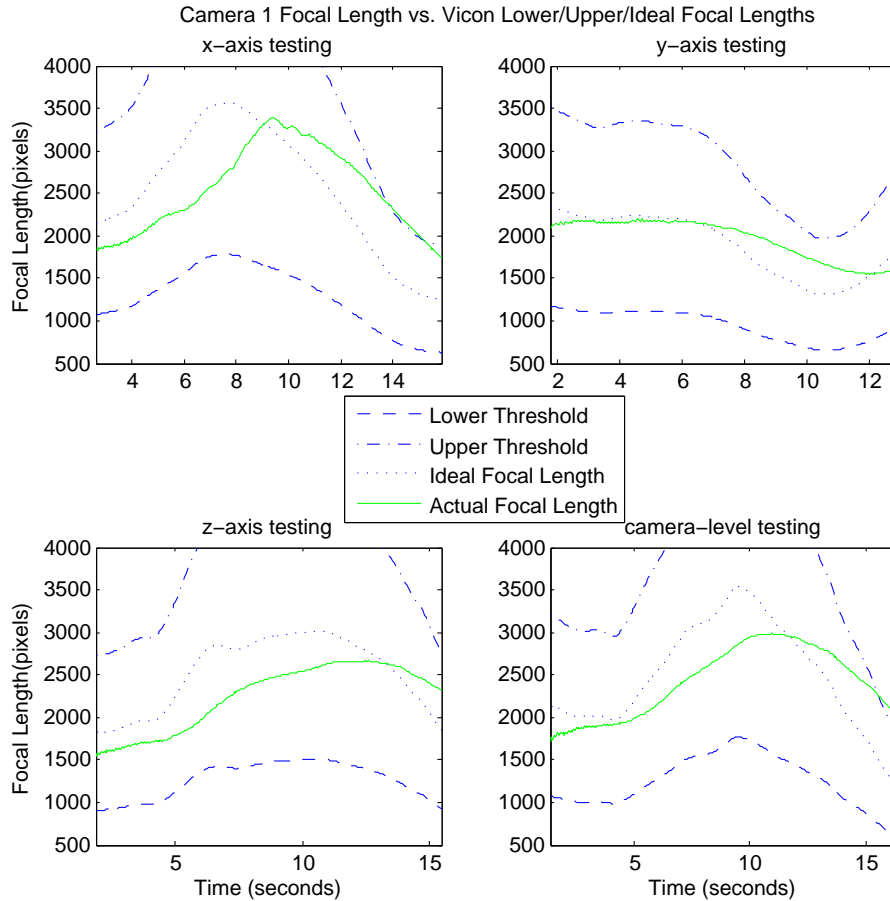 Camera 1 Focal Length vs. Vicon Lower/Upper/Ideal Focal Lengths
x−axis testing
y−axis testing
4000
3500
3000
2500
2000
1500
1000
500
Focal Length(pixels)
4 6 8 10 12 14
4000
3500
3000
2500
2000
1500
1000
500
2 4 6 8 10 12
Lower Threshold
Upper Threshold
Ideal Focal Length
Actual Focal Length
z−axis testing
camera−level testing
4000
3500
3000
2500
2000
1500
1000
500
Focal Length(pixels)
5 10 15
Time (seconds)
4000
3500
3000
2500
2000
1500
1000
500
5 10 15
Time (seconds)